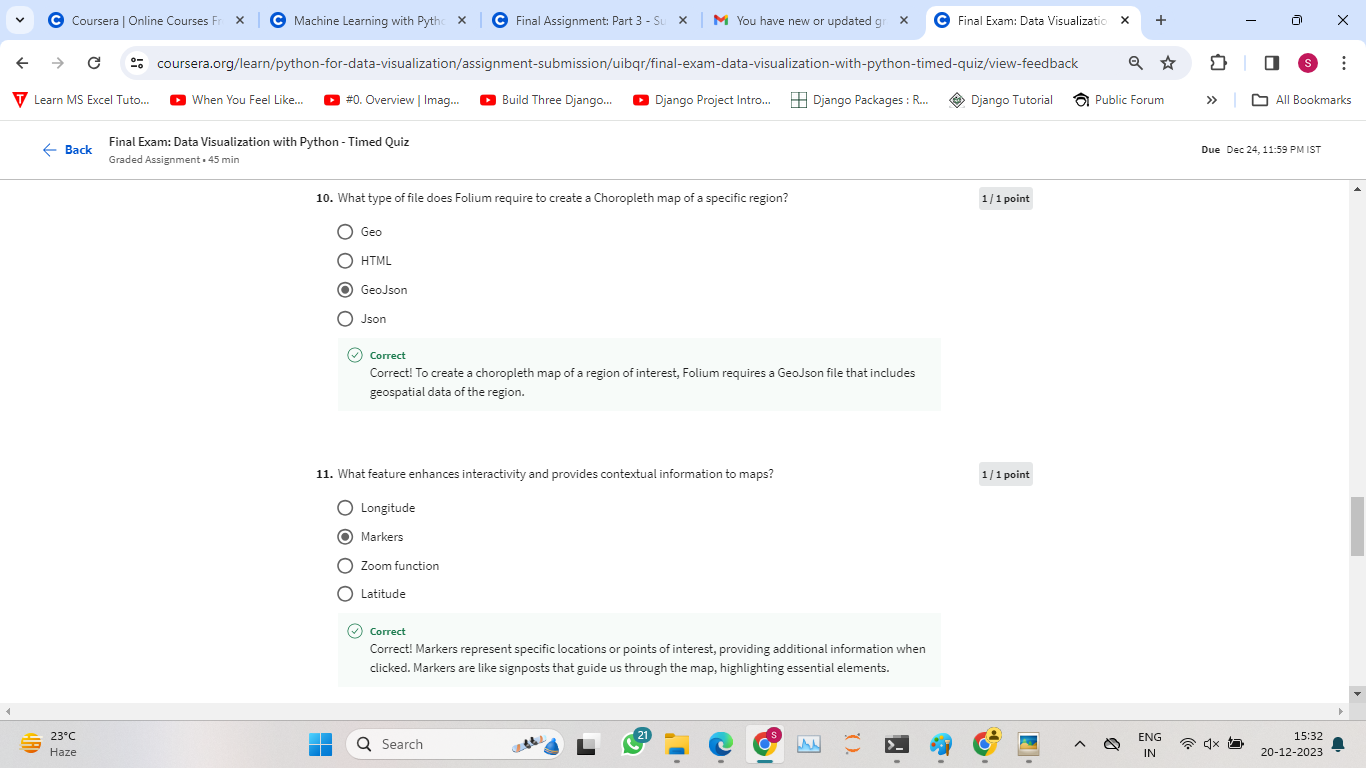 Coursera | Online Courses Fr
Machine Learning with Pytho
Final Assignment: Part 3 - Su
You have new or updated gr
Final Exam: Data Visualizatio
coursera.org/learn/python-for-data-visualization/assignment-submission/uibqr/final-exam-data-visualization-with-python-timed-quiz/view-feedback
S
Learn MS Excel Tuto...
When You Feel Like...
#0. Overview | Imag...
Build Three Django...
Django Project Intro...
Django Packages : R...
Django Tutorial
Public Forum
All Bookmarks
Back
Final Exam: Data Visualization with Python - Timed Quiz
Graded Assignment • 45 min
Due Dec 24, 11:59 PM IST
10. What type of file does Folium require to create a Choropleth map of a specific region?
1 / 1 point
Geo
HTML
GeoJson
Json
Correct
Correct! To create a choropleth map of a region of interest, Folium requires a GeoJson file that includes
geospatial data of the region.
11. What feature enhances interactivity and provides contextual information to maps?
1 / 1 point
Longitude
Markers
Zoom function
Latitude
Correct
Correct! Markers represent specific locations or points of interest, providing additional information when
clicked. Markers are like signposts that guide us through the map, highlighting essential elements.
23°C
Haze
Search
21
S
ENG
IN
15:32
20-12-2023